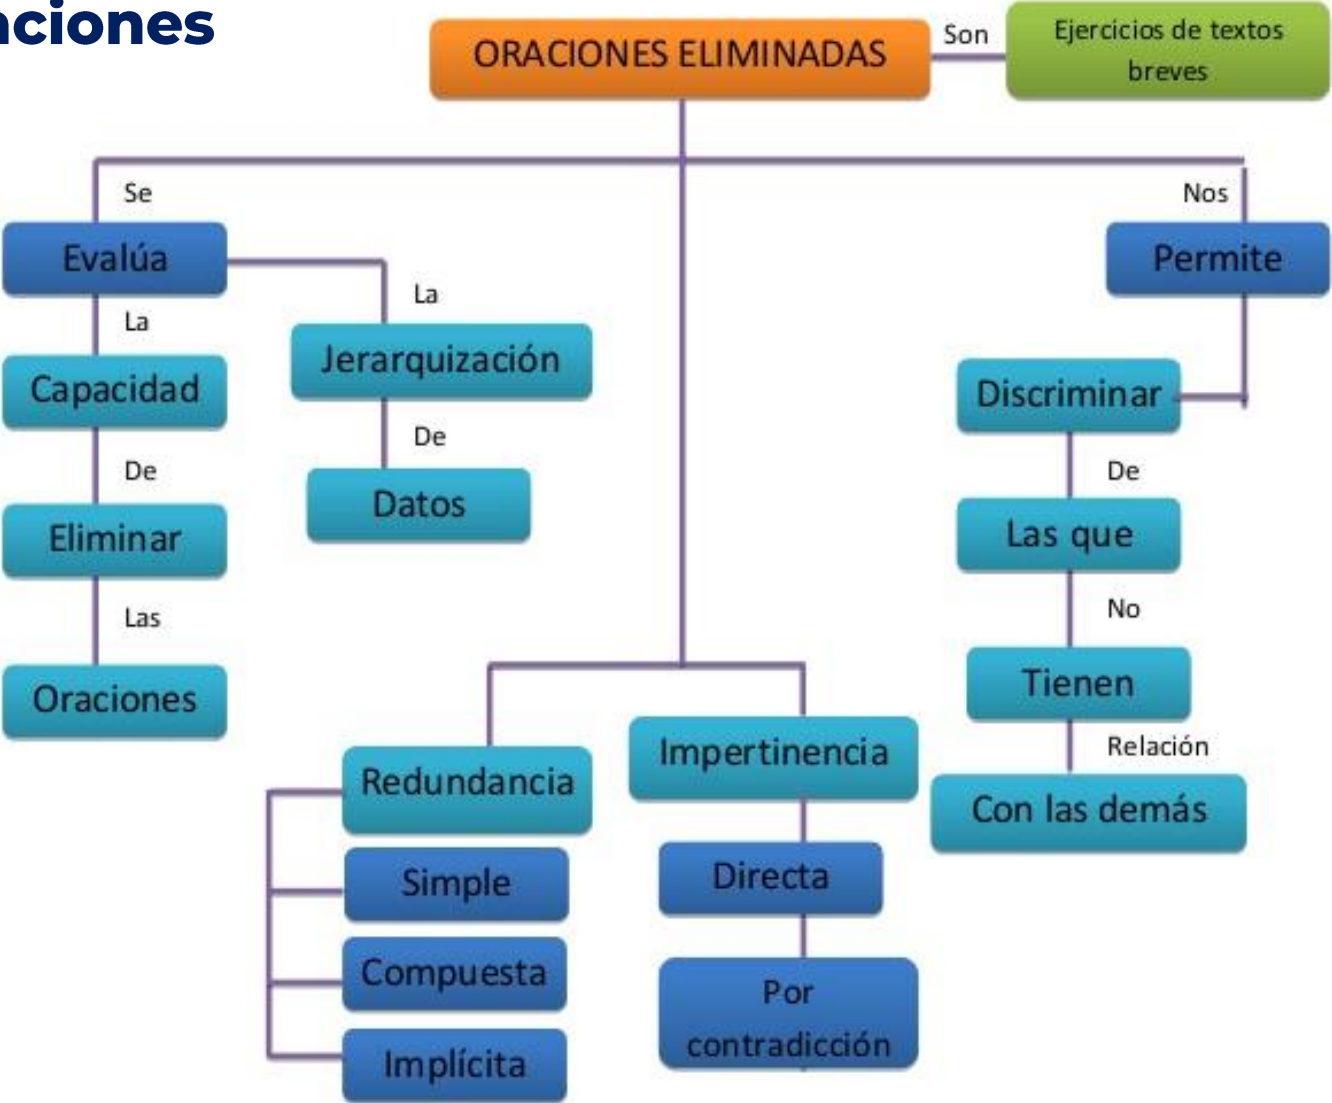 aciones
ORACIONES ELIMINADAS
Son
Ejercicios de textos
breves
Se
Evalúa
La
Capacidad
De
Eliminar
Las
Oraciones
La
Jerarquización
De
Datos
Redundancia
Simple
Compuesta
Implícita
Impertinencia
Directa
Por
contradicción
Nos
Permite
Discriminar
De
Las que
No
Tienen
Relación
Con las demás